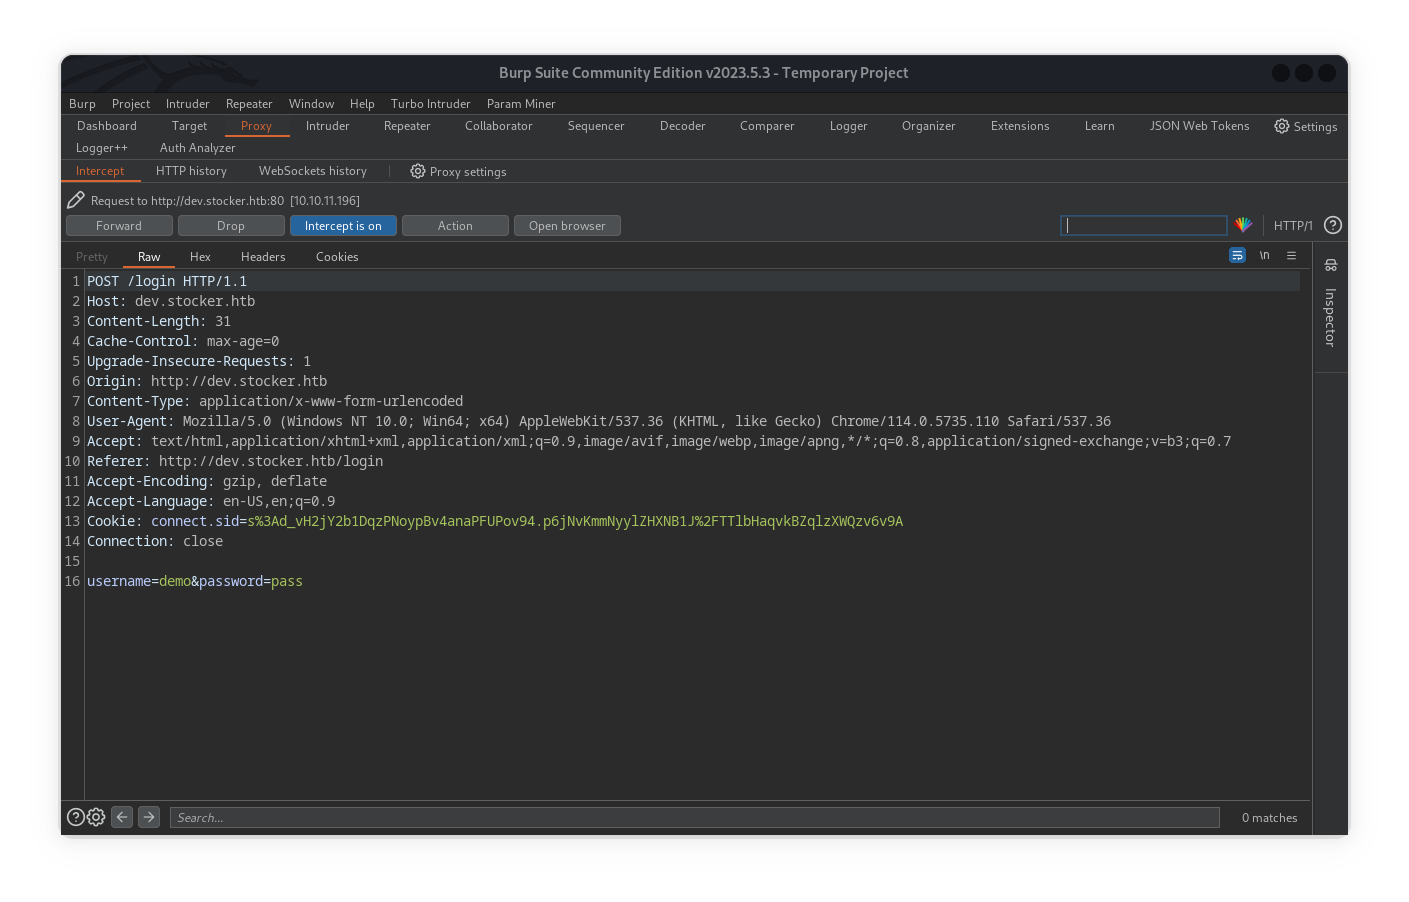 Burp Suite Community Edition v2023.5.3 - Temporary Project
Burp Project Intruder Repeater Window Help Turbo Intruder Param Miner
Dashboard Target Proxy Intruder Repeater Collaborator Sequencer Decoder Comparer Logger Organizer Extensions Learn JSON Web Tokens Settings
Logger++ Auth Analyzer
Intercept HTTP history WebSockets history Proxy settings
Request to http://dev.stocker.htb:80 [10.10.11.196]
Forward Drop Intercept is on Action Open browser HTTP/1
Pretty Raw Hex Headers Cookies \n
Inspector
1 POST /login HTTP/1.1
2 Host: dev.stocker.htb
3 Content-Length: 31
4 Cache-Control: max-age=0
5 Upgrade-Insecure-Requests: 1
6 Origin: http://dev.stocker.htb
7 Content-Type: application/x-www-form-urlencoded
8 User-Agent: Mozilla/5.0 (Windows NT 10.0; Win64; x64) AppleWebKit/537.36 (KHTML, like Gecko) Chrome/114.0.5735.110 Safari/537.36
9 Accept: text/html,application/xhtml+xml,application/xml;q=0.9,image/avif,image/webp,image/apng,*/*;q=0.8,application/signed-exchange;v=b3;q=0.7
10 Referer: http://dev.stocker.htb/login
11 Accept-Encoding: gzip, deflate
12 Accept-Language: en-US,en;q=0.9
13 Cookie: connect.sid=s%3Ad_vH2jY2b1DqzPNoypBv4anaPFUPov94.p6jNvKmmNyylZHXNB1J%2FTTlbHaqvkBZqlzXWQzv6v9A
14 Connection: close
15
16 username=demo&password=pass
Search... 0 matches